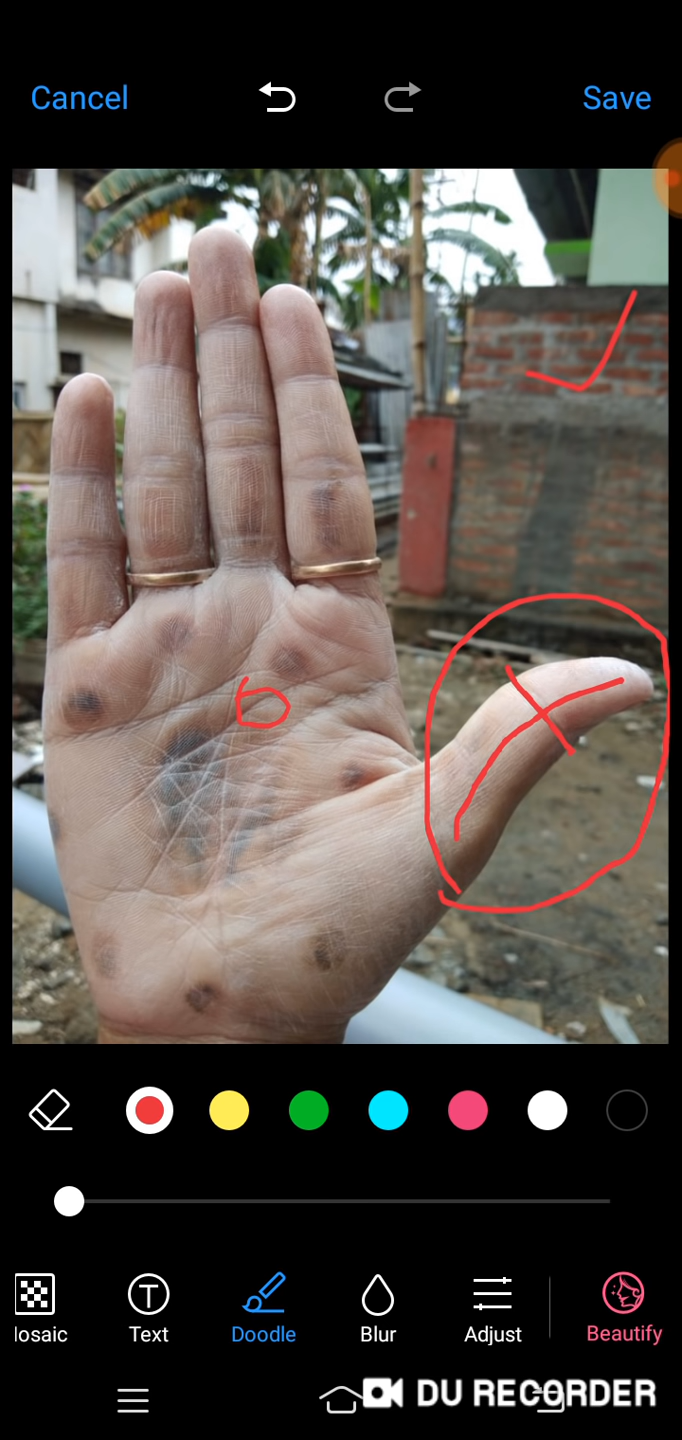 Cancel
Save
losaic
Text
Doodle
Blur
Adjust
Beautify
DU RECORDER